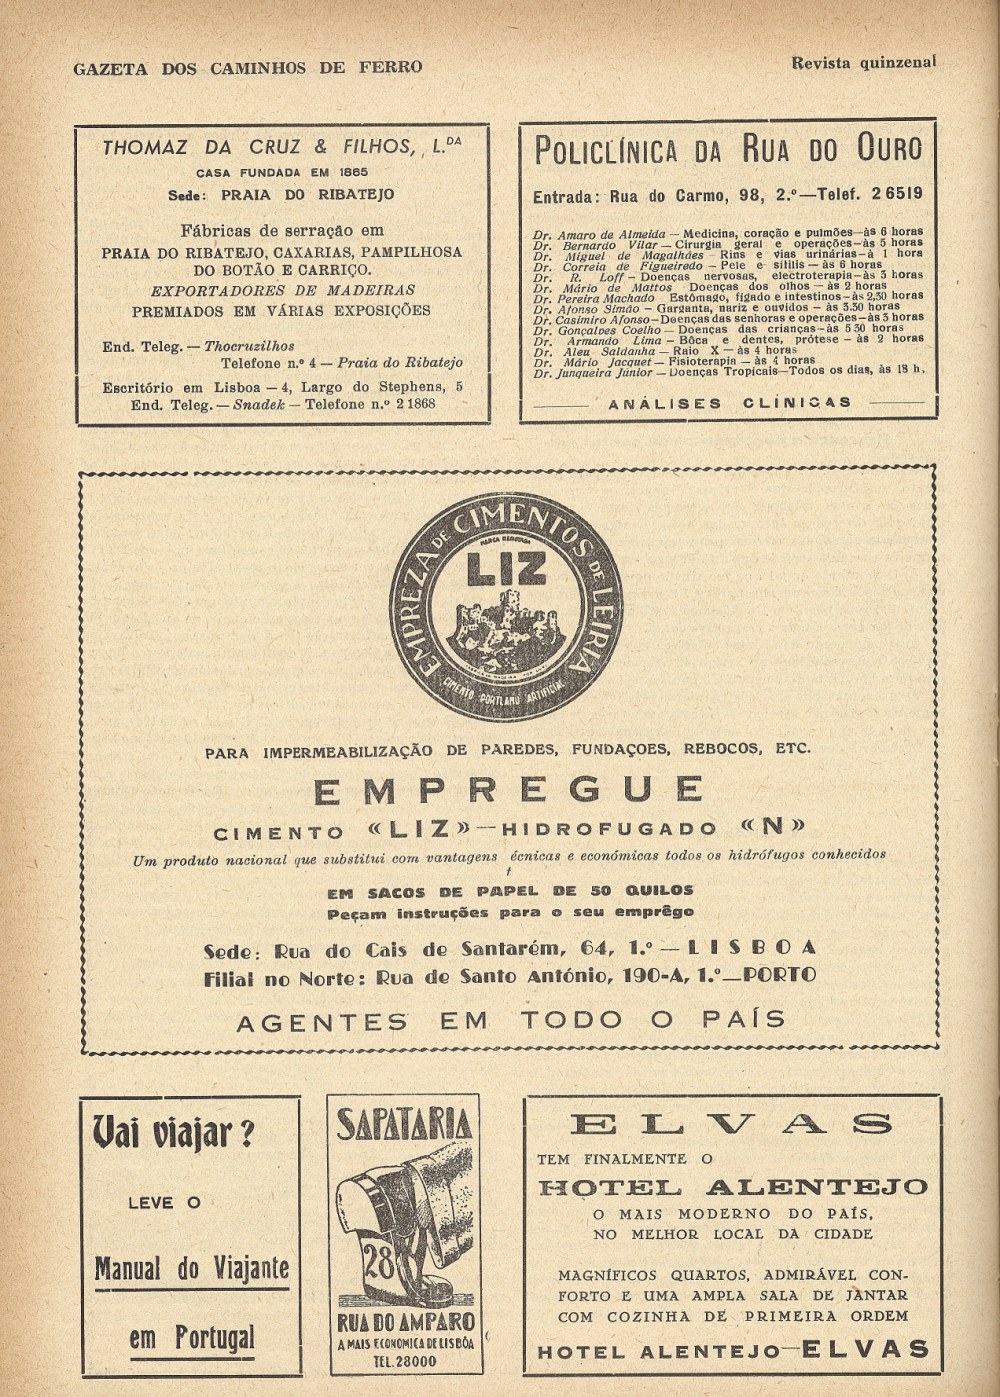 GAZETA DOS CAMINHOS DE FERRO
Revista quinzenal
THOMAZ DA CRUZ & FILHOS, L.DA
CASA FUNDADA EM 1865
Sede: PRAIA DO RIBATEJO
Fábricas de serração em
PRAIA DO RIBATEJO, CAXARIAS, PAMPILHOSA
DO BOTÃO E CARRIÇO.
EXPORTADORES DE MADEIRAS
PREMIADOS EM VÁRIAS EXPOSIÇÕES
End. Teleg. — Thocruzilhos
Telefone n.º 4 — Praia do Ribatejo
Escritório em Lisboa — 4, Largo do Stephens, 5
End. Teleg. — Snadek — Telefone n.º 2 1868
POLICLÍNICA DA RUA DO OURO
Entrada: Rua do Carmo, 98, 2.º — Telef. 2 6519
Dr. Amaro de Almeida — Medicina, coração e pulmões — às 6 horas
Dr. Bernardo Vilar — Cirurgia geral e operações — às 5 horas
Dr. Miguel de Magalhães - Rins e vias urinárias — à 1 hora
Dr. Correia de Figueiredo — Pele e sífilis — às 6 horas
Dr. R. Loff — Doenças nervosas, electroterapia — às 3 horas
Dr. Mário de Mattos Doenças dos olhos — às 2 horas
Dr. Pereira Machado Estômago, fígado e intestinos — às 2,30 horas
Dr. Afonso Simão — Garganta, nariz e ouvidos — às 3.30 horas
Dr. Casimiro Afonso — Doenças das senhoras e operações — às 3 horas
Dr. Gonçalves Coelho — Doenças das crianças — às 5 30 horas
Dr. Armando Lima — Bôca e dentes, prótese — às 2 horas
Dr. Aleu Saldanha — Raio X — às 4 horas
Dr. Mário Jacquet — Fisioterapia — às 4 horas
Dr. Junqueira Júnior — Doenças Tropicais — Todos os dias, às 18 h.
ANÁLISES CLÍNICAS
EMPREZA DE CIMENTOS DE LEIRIA
MARCA REGISTADA
LIZ
CIMENTO PORTLAND ARTIFICIAL
PARA IMPERMEABILIZAÇÃO DE PAREDES, FUNDAÇOES, REBOCOS, ETC.
EMPREGUE
CIMENTO «LIZ» — HIDROFUGADO «N»
Um produto nacional que substitui com vantagens écnicas e económicas todos os hidrófugos conhecidos
t
EM SACOS DE PAPEL DE 50 QUILOS
Peçam instruções para o seu emprêgo
Sede: Rua do Cais de Santarém, 64, 1.º — LISBOA
Filial no Norte: Rua de Santo António, 190-A, 1.º — PORTO
AGENTES EM TODO O PAÍS
Vai viajar?
LEVE O
Manual do Viajante
em Portugal
SAPATARIA
28
RUA DO AMPARO
A MAIS ECONOMICA DE LISBÔA
TEL. 28000
ELVAS
TEM FINALMENTE O
HOTEL ALENTEJO
O MAIS MODERNO DO PAÍS,
NO MELHOR LOCAL DA CIDADE
MAGNÍFICOS QUARTOS, ADMIRÁVEL CON-
FORTO E UMA AMPLA SALA DE JANTAR
COM COZINHA DE PRIMEIRA ORDEM
HOTEL ALENTEJO — ELVAS